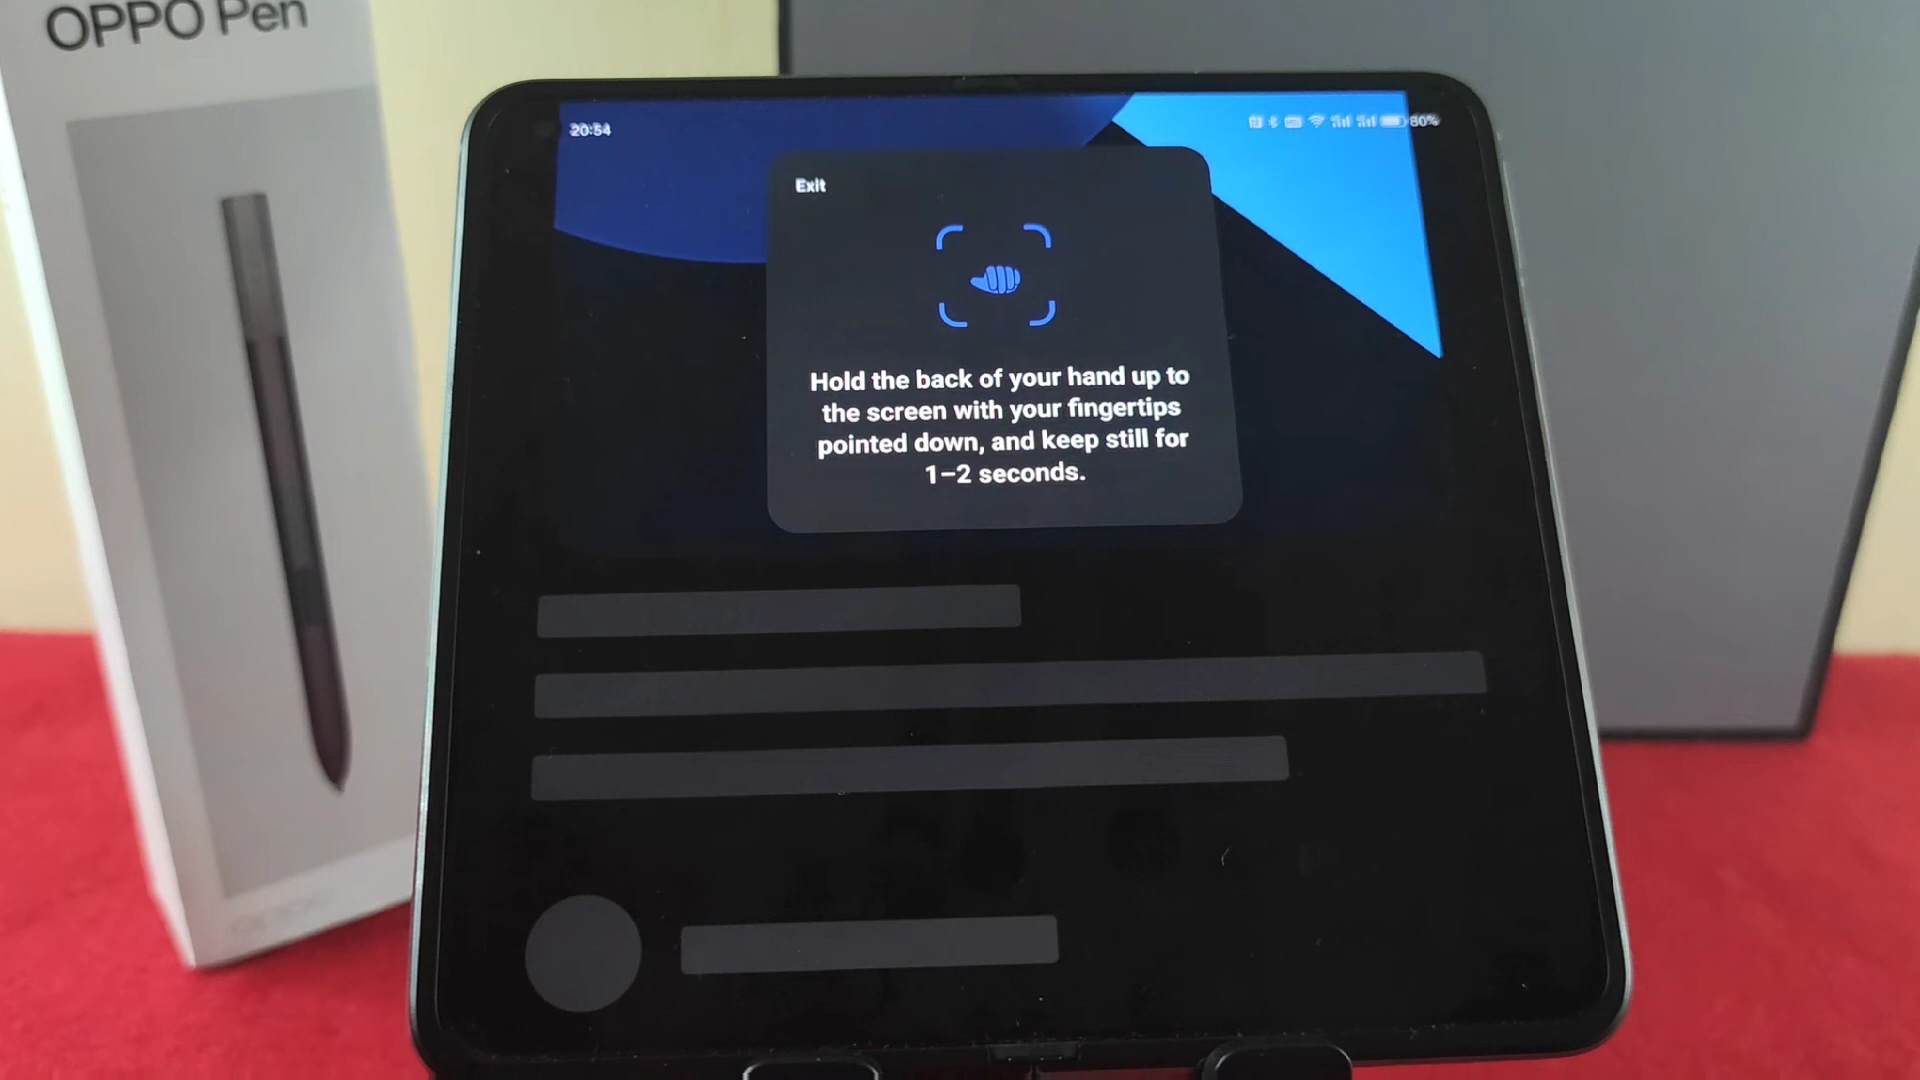 OPPO Pen
20:54
80%
Exit
Hold the back of your hand up to
the screen with your fingertips
pointed down, and keep still for
1–2 seconds.
oppo